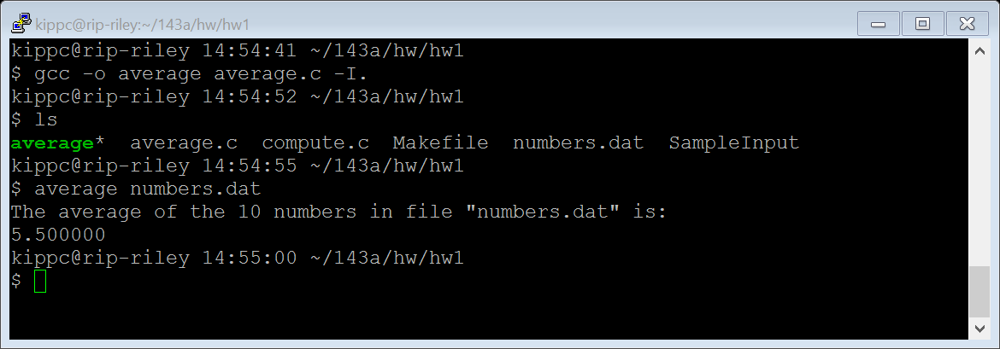 kippc@rip-riley:~/143a/hw/hw1
kippc@rip-riley 14:54:41 ~/143a/hw/hw1
$ gcc -o average average.c -I.
kippc@rip-riley 14:54:52 ~/143a/hw/hw1
$ ls
average*  average.c  compute.c  Makefile  numbers.dat  SampleInput
kippc@rip-riley 14:54:55 ~/143a/hw/hw1
$ average numbers.dat
The average of the 10 numbers in file "numbers.dat" is:
5.500000
kippc@rip-riley 14:55:00 ~/143a/hw/hw1
$